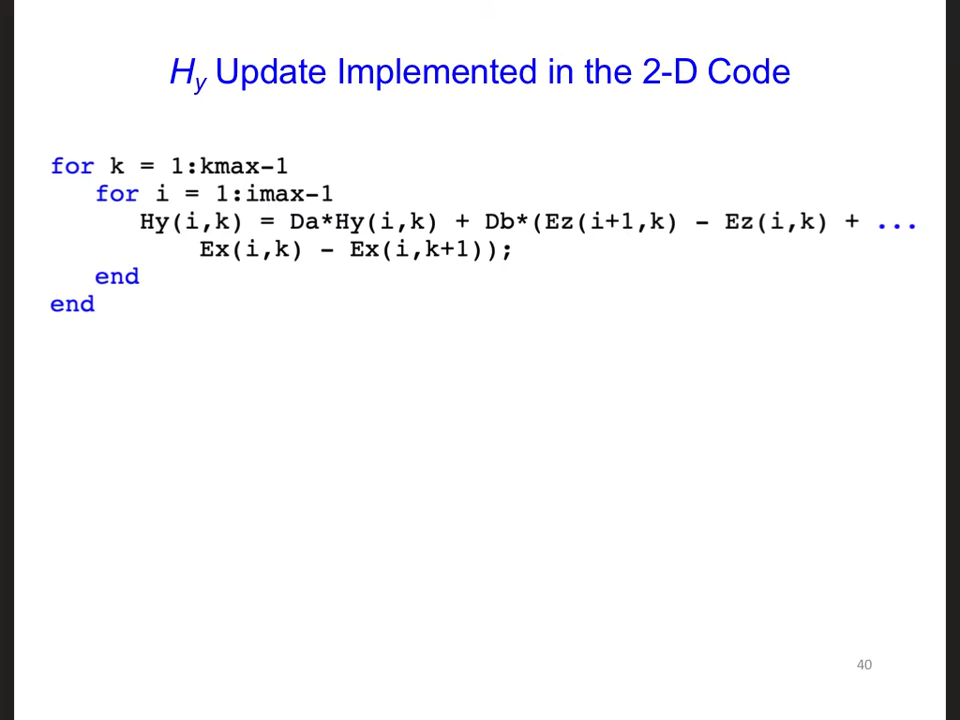 Hy Update Implemented in the 2-D Code
for k = 1:kmax-1
for i = 1:imax-1
Hy(i,k) = Da*Hy(i,k) + Db*(Ez(i+1,k) - Ez(i,k) + ...
Ex(i,k) - Ex(i,k+1));
end
end
40